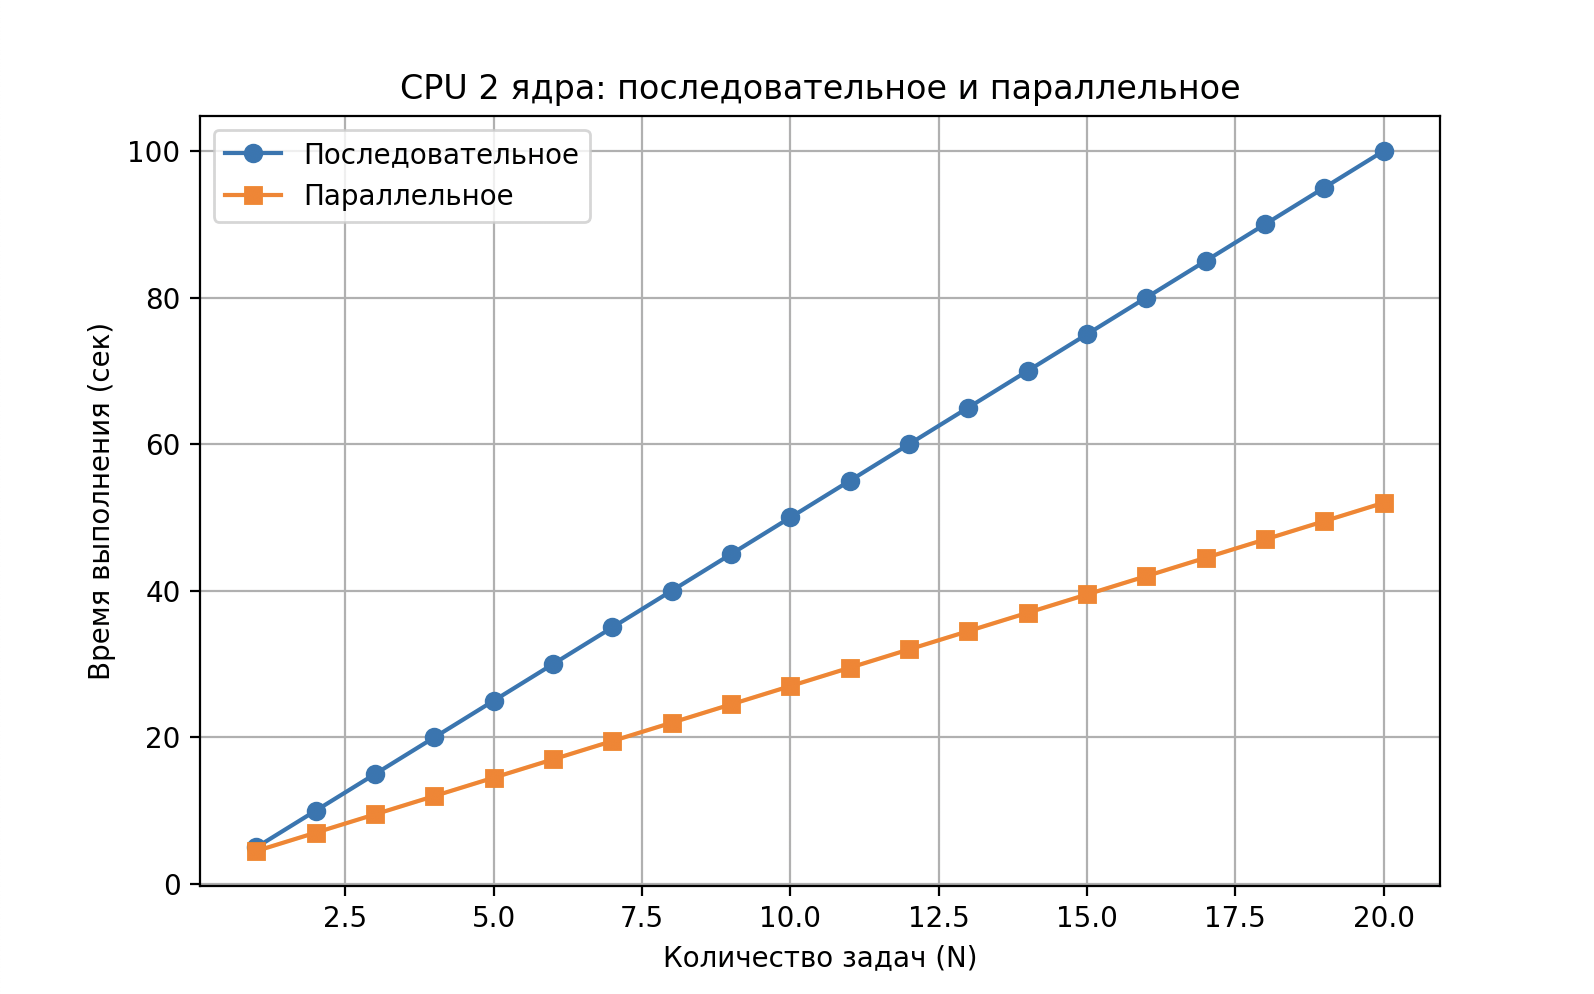 CPU 2 ядра: последовательное и параллельное
Последовательное
Параллельное
Время выполнения (сек)
100
80
60
40
20
0
2.5 5.0 7.5 10.0 12.5 15.0 17.5 20.0
Количество задач (N)